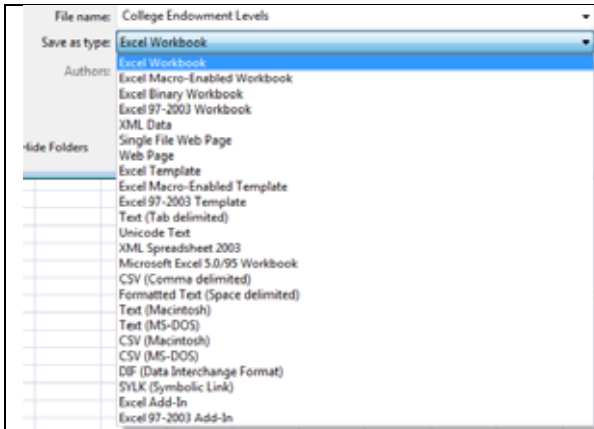 File name: College Endowment Levels
Save as type: Excel Workbook
Authors:
Excel Workbook
Excel Macro-Enabled Workbook
Excel Binary Workbook
Excel 97-2003 Workbook
XML Data
Single File Web Page
Web Page
Excel Template
Excel Macro-Enabled Template
Excel 97-2003 Template
Text (Tab delimited)
Unicode Text
XML Spreadsheet 2003
Microsoft Excel 5.0/95 Workbook
CSV (Comma delimited)
Formatted Text (Space delimited)
Text (Macintosh)
Text (MS-DOS)
CSV (Macintosh)
CSV (MS-DOS)
DIF (Data Interchange Format)
SYLK (Symbolic Link)
Excel Add-In
Excel 97-2003 Add-In
Hide Folders